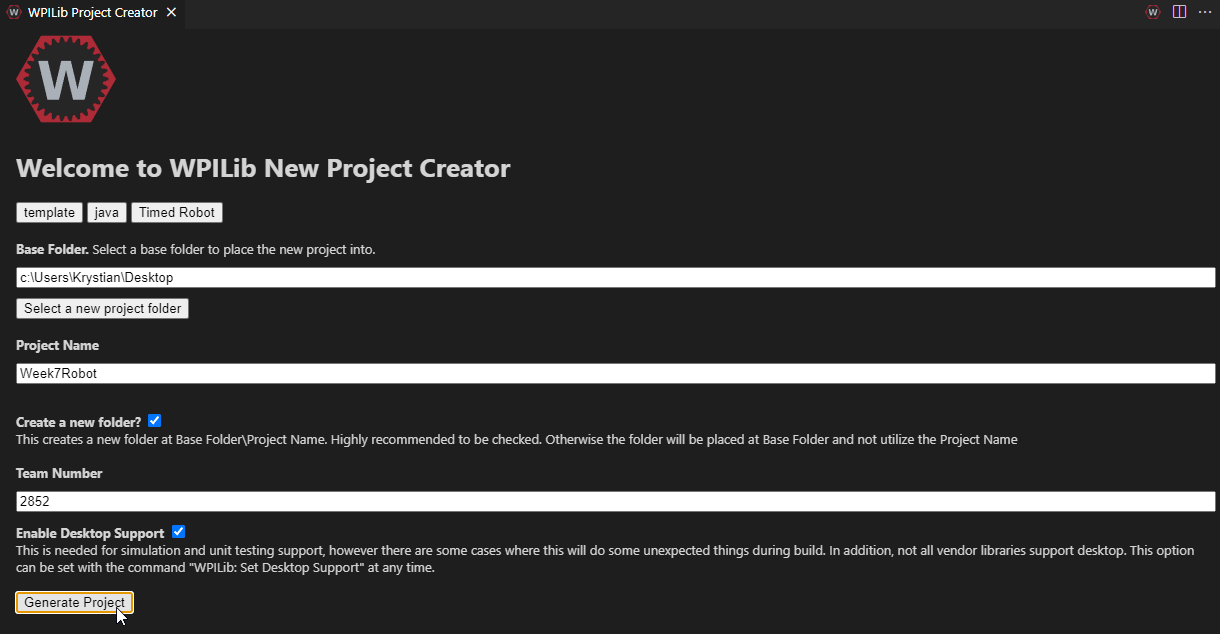 W WPILib Project Creator ✕ W ···
W
Welcome to WPILib New Project Creator
template java Timed Robot
Base Folder. Select a base folder to place the new project into.
c:\Users\Krystian\Desktop
Select a new project folder
Project Name
Week7Robot
Create a new folder?
This creates a new folder at Base Folder\Project Name. Highly recommended to be checked. Otherwise the folder will be placed at Base Folder and not utilize the Project Name
Team Number
2852
Enable Desktop Support
This is needed for simulation and unit testing support, however there are some cases where this will do some unexpected things during build. In addition, not all vendor libraries support desktop. This option
can be set with the command "WPILib: Set Desktop Support" at any time.
Generate Project